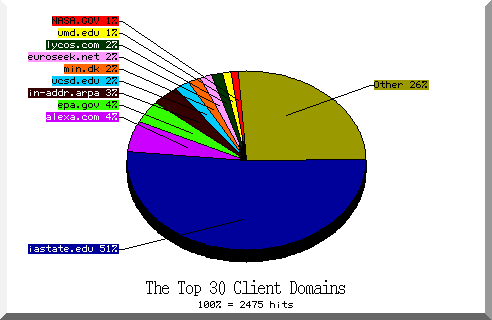 NASA.GOV 1%
umd.edu 1%
lycos.com 2%
euroseek.net 2%
min.dk 2%
ucsd.edu 2%
in-addr.arpa 3%
epa.gov 4%
alexa.com 4%
Other 26%
iastate.edu 51%
The Top 30 Client Domains
100% = 2475 hits